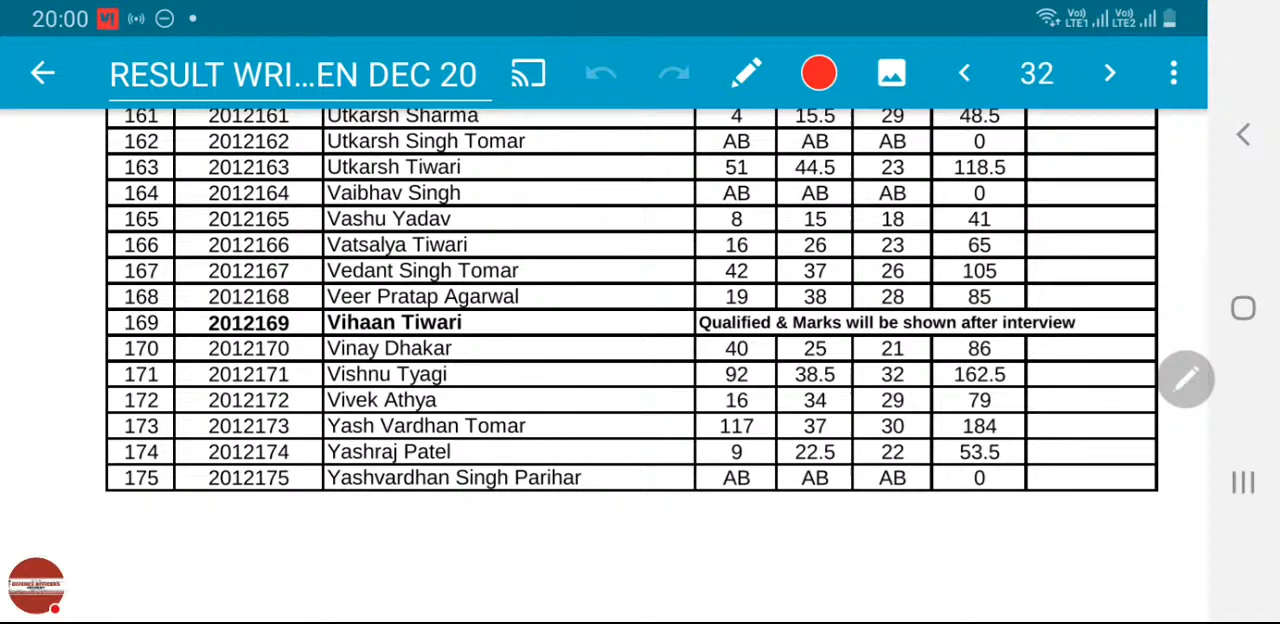 20:00
Vo) LTE1 Vo) LTE2
RESULT WRI...EN DEC 20 32
161 2012161 Utkarsh Sharma 4 15.5 29 48.5
162 2012162 Utkarsh Singh Tomar AB AB AB 0
163 2012163 Utkarsh Tiwari 51 44.5 23 118.5
164 2012164 Vaibhav Singh AB AB AB 0
165 2012165 Vashu Yadav 8 15 18 41
166 2012166 Vatsalya Tiwari 16 26 23 65
167 2012167 Vedant Singh Tomar 42 37 26 105
168 2012168 Veer Pratap Agarwal 19 38 28 85
169 2012169 Vihaan Tiwari Qualified & Marks will be shown after interview
170 2012170 Vinay Dhakar 40 25 21 86
171 2012171 Vishnu Tyagi 92 38.5 32 162.5
172 2012172 Vivek Athya 16 34 29 79
173 2012173 Yash Vardhan Tomar 117 37 30 184
174 2012174 Yashraj Patel 9 22.5 22 53.5
175 2012175 Yashvardhan Singh Parihar AB AB AB 0